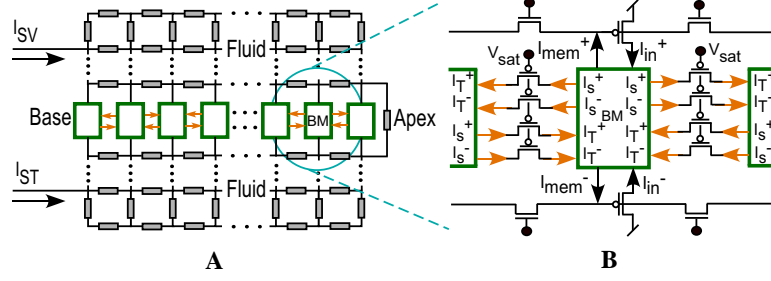 I_SV
Fluid
Base
BM
Apex
I_ST
Fluid
A
V_sat I_mem^+ I_in^+ V_sat
I_T^+ I_s^+ I_s^+ I_T^+
I_T^- I_s^- I_s^- I_T^-
BM
I_s^+ I_T^+ I_T^+ I_s^+
I_s^- I_T^- I_T^- I_s^-
I_mem^- I_in^-
B